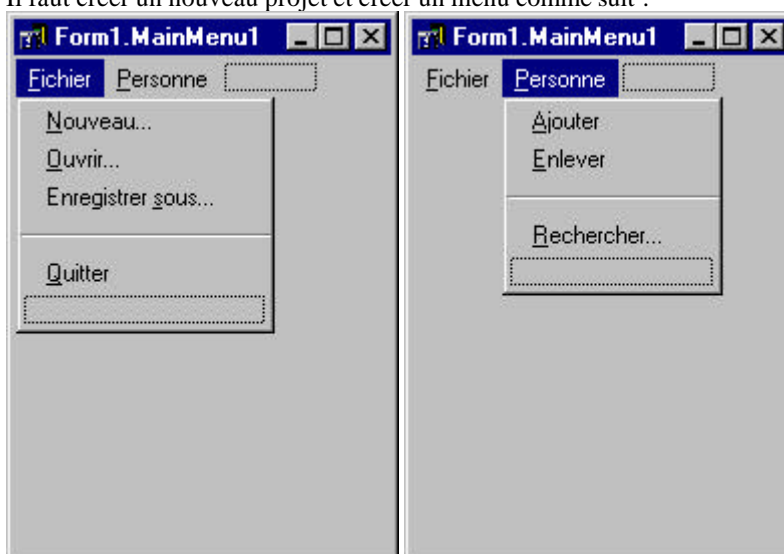 Il faut créer un nouveau projet et créer un menu comme suit :
Form1.MainMenu1
Fichier Personne
Nouveau...
Ouvrir...
Enregistrer sous...
Quitter
Form1.MainMenu1
Fichier Personne
Ajouter
Enlever
Rechercher...